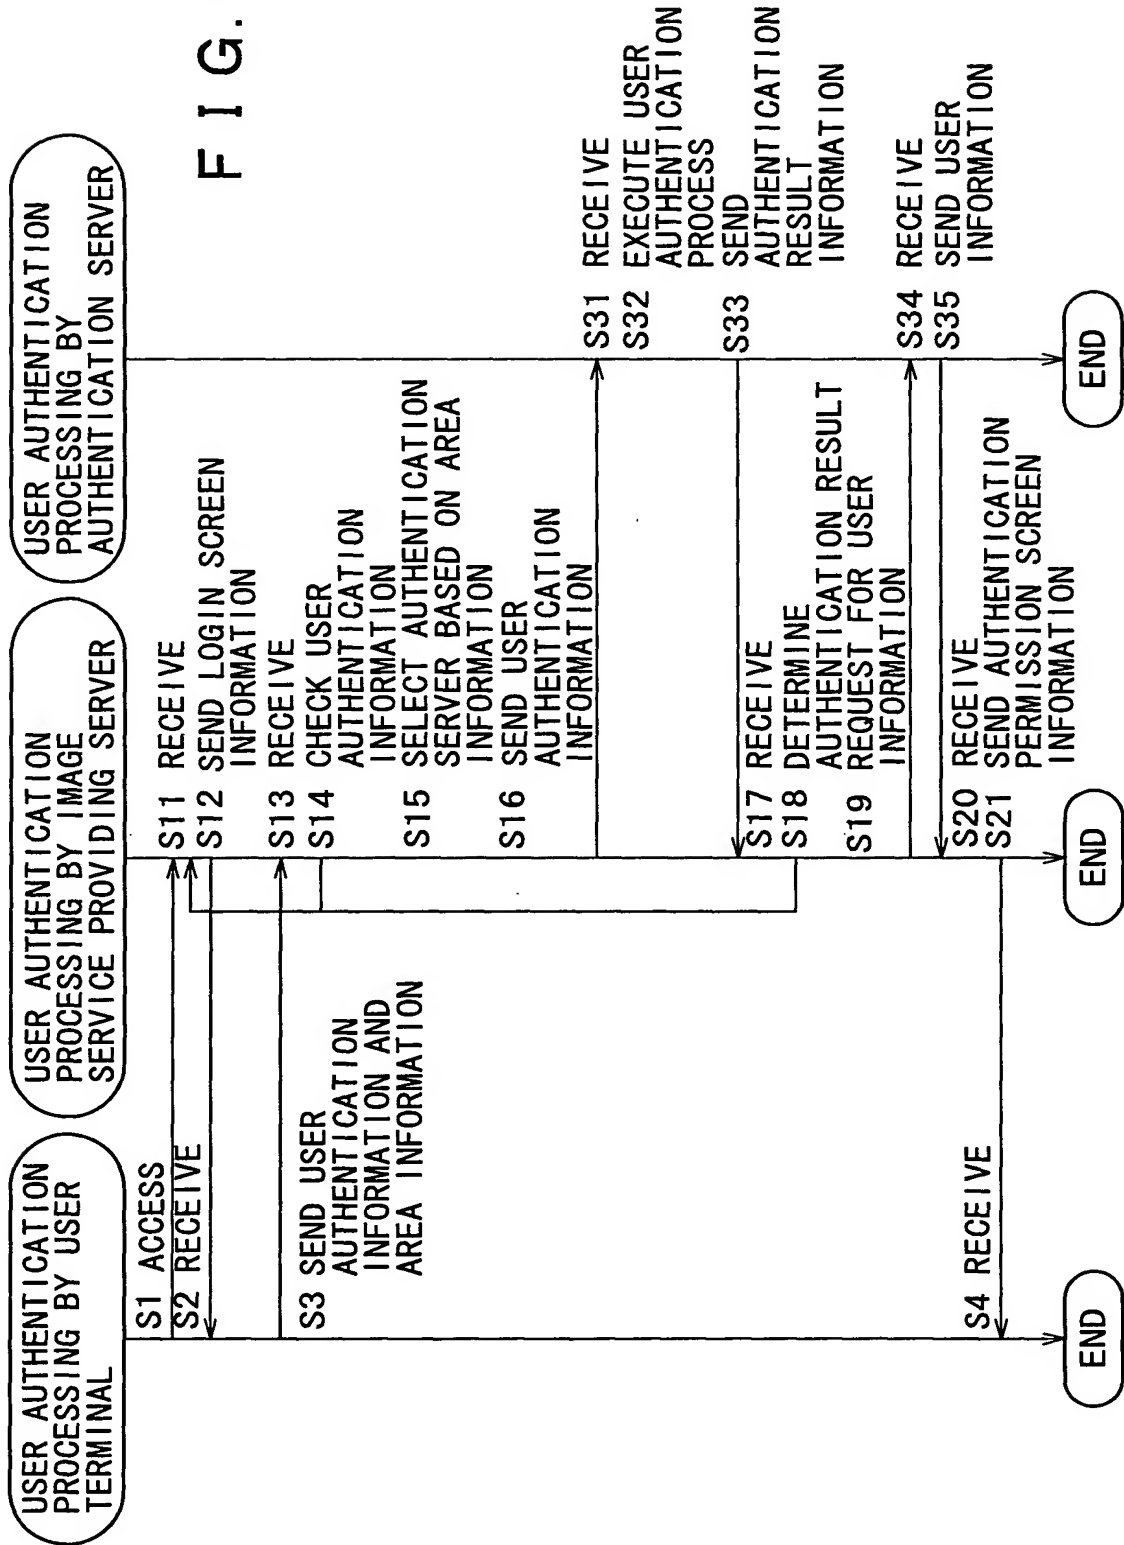 FIG.
USER AUTHENTICATION
PROCESSING BY USER
TERMINAL
S1 ACCESS
S2 RECEIVE
S3 SEND USER
AUTHENTICATION
INFORMATION AND
AREA INFORMATION
S4 RECEIVE
END
USER AUTHENTICATION
PROCESSING BY IMAGE
SERVICE PROVIDING SERVER
S11 RECEIVE
S12 SEND LOGIN SCREEN
INFORMATION
S13 RECEIVE
S14 CHECK USER
AUTHENTICATION
INFORMATION
S15 SELECT AUTHENTICATION
SERVER BASED ON AREA
INFORMATION
S16 SEND USER
AUTHENTICATION
INFORMATION
S17 RECEIVE
S18 DETERMINE
AUTHENTICATION RESULT
S19 REQUEST FOR USER
INFORMATION
S20 RECEIVE
S21 SEND AUTHENTICATION
PERMISSION SCREEN
INFORMATION
END
USER AUTHENTICATION
PROCESSING BY
AUTHENTICATION SERVER
S31 RECEIVE
S32 EXECUTE USER
AUTHENTICATION
PROCESS
S33 SEND
AUTHENTICATION
RESULT
INFORMATION
S34 RECEIVE
S35 SEND USER
INFORMATION
END